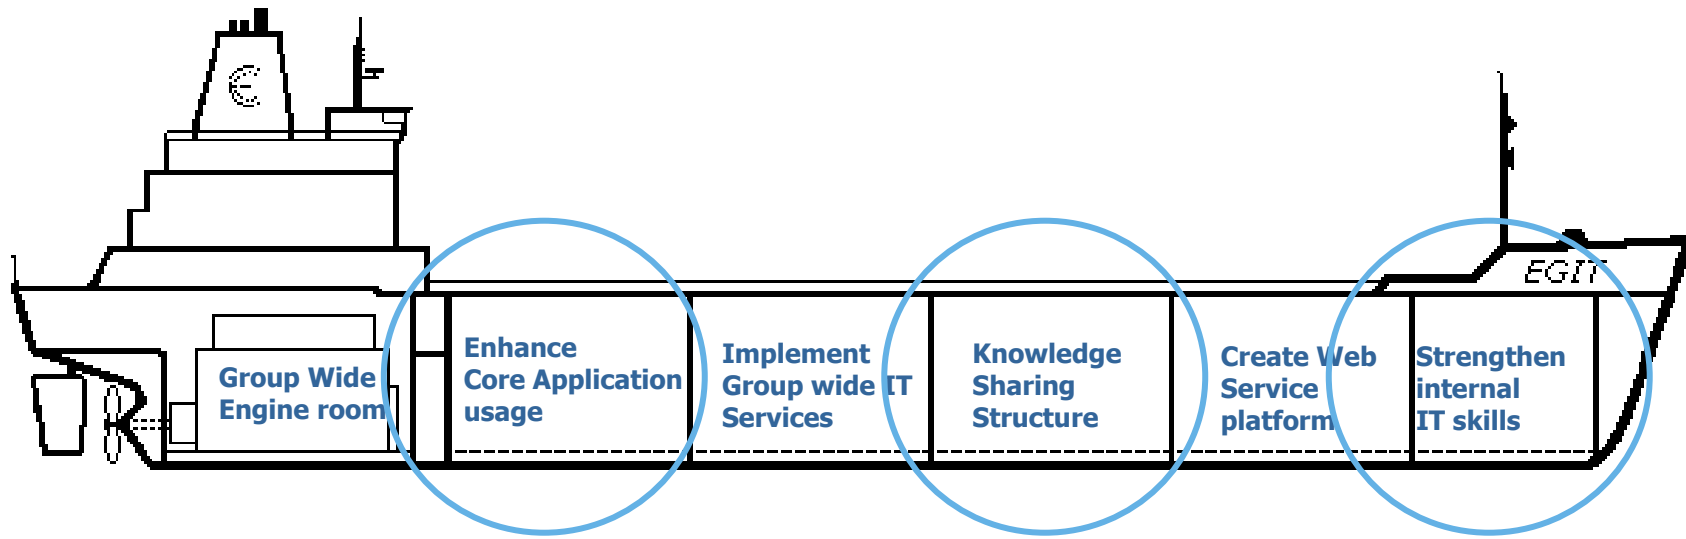 EGIT
Group Wide
Engine room
Enhance
Core Application
usage
Implement
Group wide IT
Services
Knowledge
Sharing
Structure
Create Web
Service
platform
Strengthen
internal
IT skills